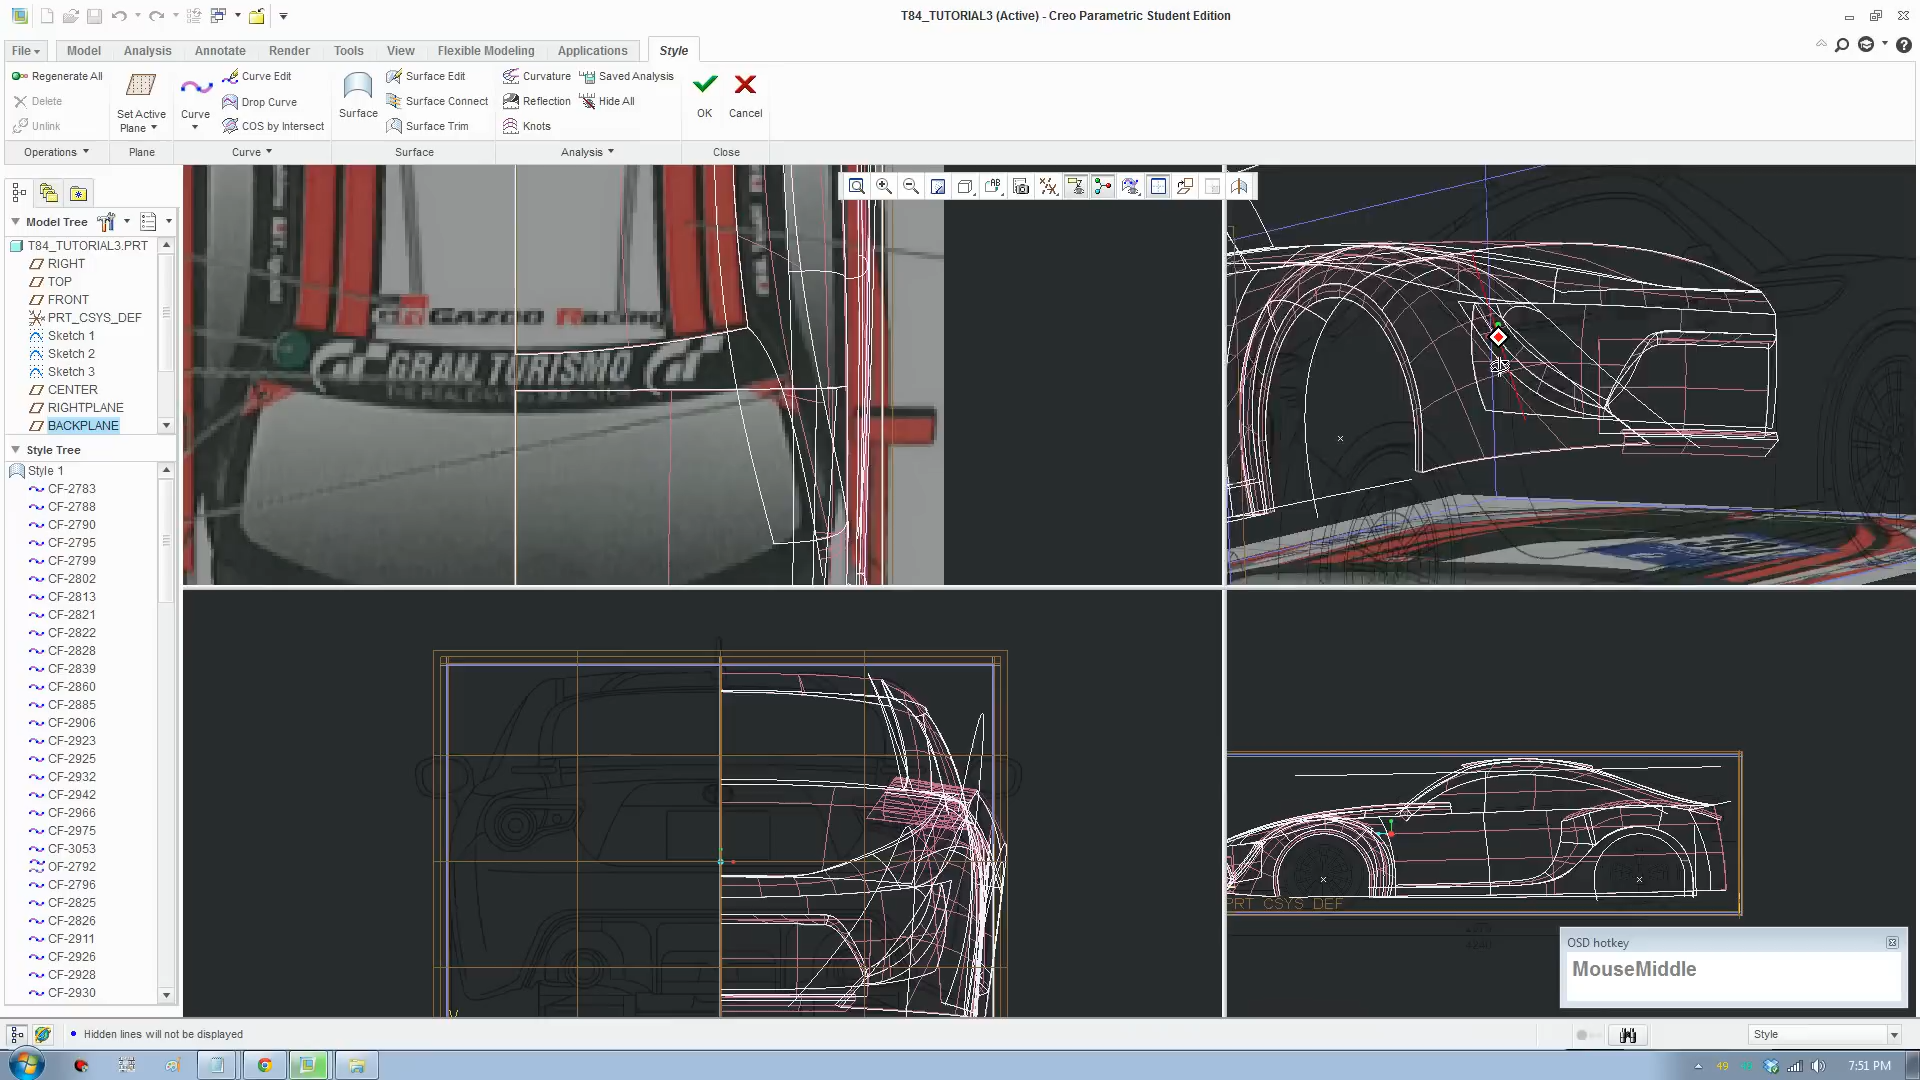 T84_TUTORIAL3 (Active) - Creo Parametric Student Edition
File
Model
Analysis
Annotate
Render
Tools
View
Flexible Modeling
Applications
Style
Regenerate All
Delete
Unlink
Set Active
Plane
Curve
Curve Edit
Drop Curve
COS by Intersect
Surface
Surface Edit
Surface Connect
Surface Trim
Curvature
Reflection
Knots
Saved Analysis
Hide All
OK
Cancel
Operations
Plane
Curve
Surface
Analysis
Close
Model Tree
T84_TUTORIAL3.PRT
RIGHT
TOP
FRONT
PRT_CSYS_DEF
Sketch 1
Sketch 2
Sketch 3
CENTER
RIGHTPLANE
BACKPLANE
Style Tree
Style 1
CF-2783
CF-2788
CF-2790
CF-2795
CF-2799
CF-2802
CF-2813
CF-2821
CF-2822
CF-2828
CF-2839
CF-2860
CF-2885
CF-2906
CF-2923
CF-2925
CF-2932
CF-2942
CF-2966
CF-2975
CF-3053
OF-2792
CF-2796
CF-2825
CF-2826
CF-2911
CF-2926
CF-2928
CF-2930
GR Gazoo Racing
GT GRAN TURISMO GT
PRT CSYS DEF
OSD hotkey
MouseMiddle
Hidden lines will not be displayed
Style
49
7:51 PM